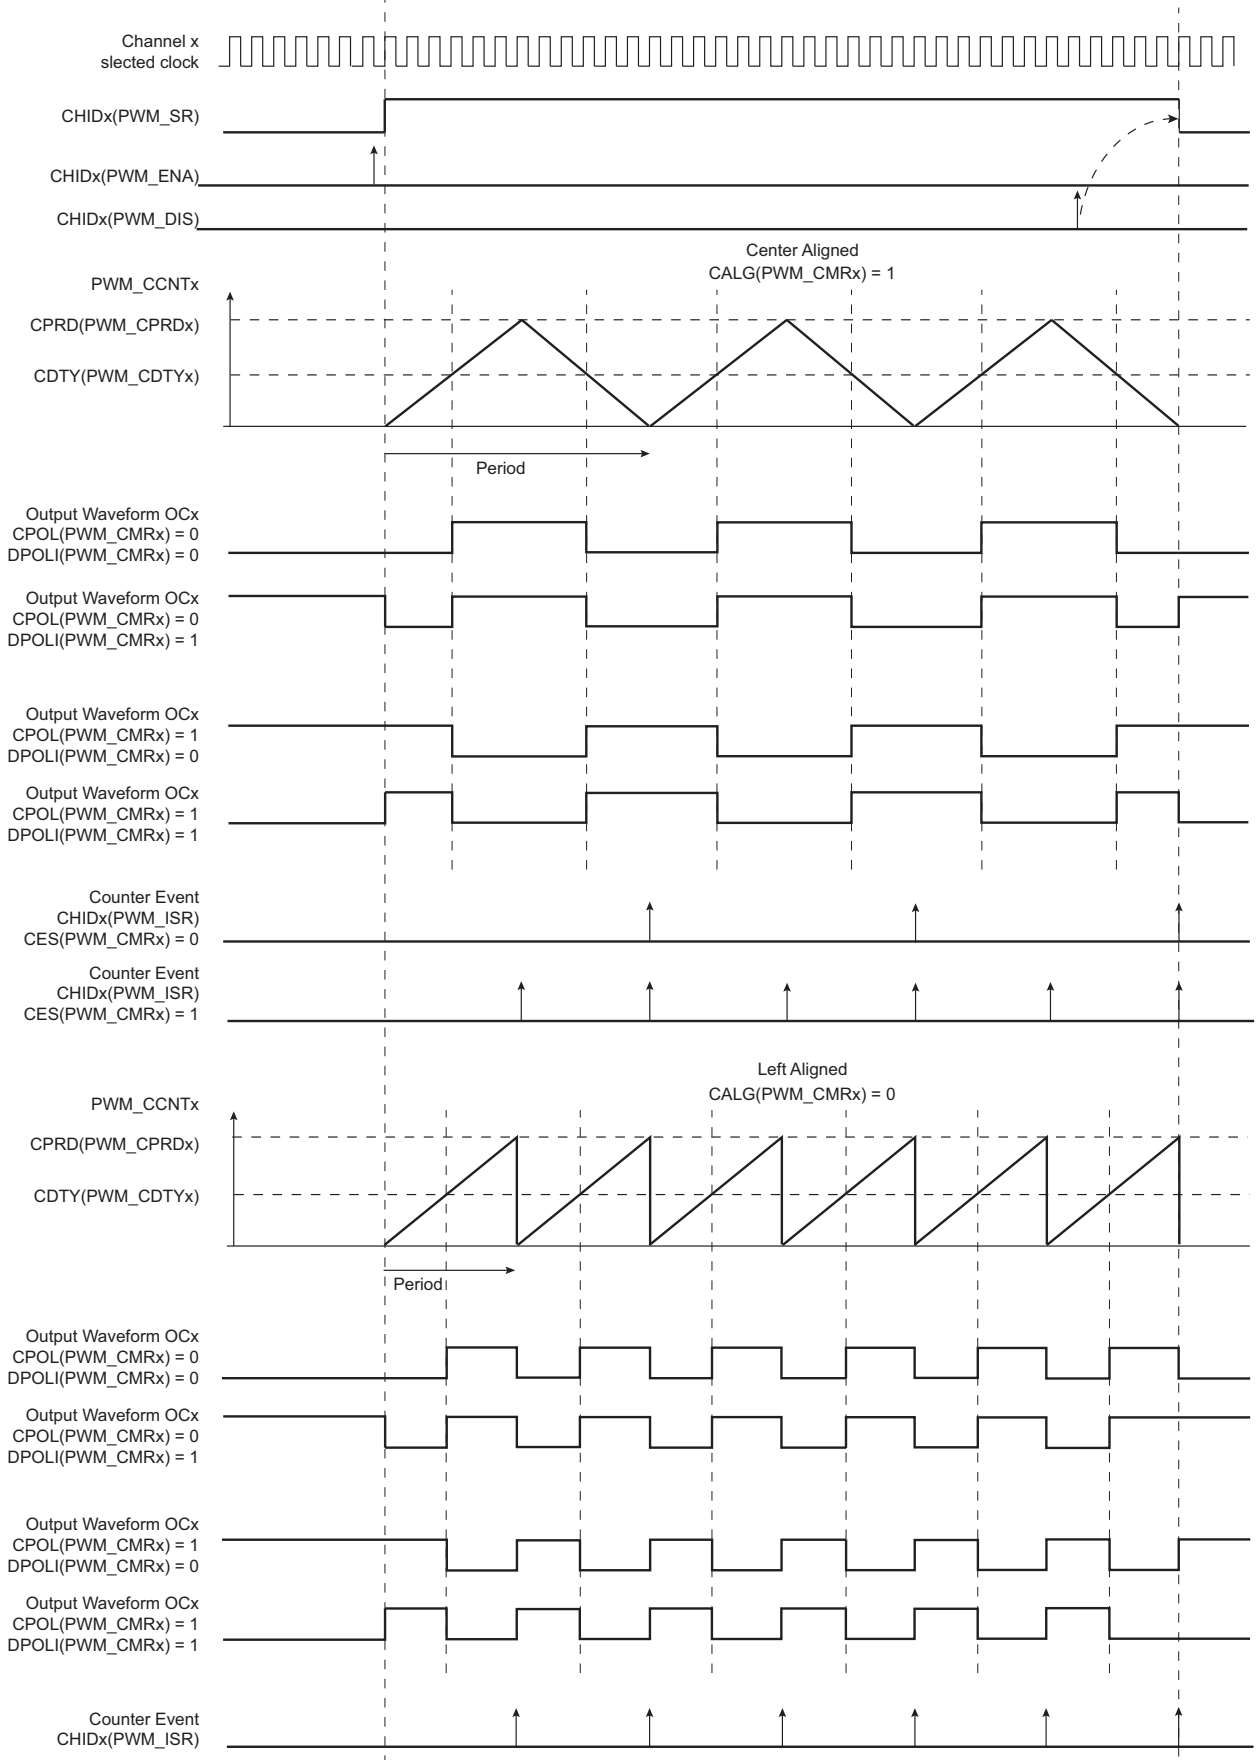 Channel x
slected clock
CHIDx(PWM_SR)
CHIDx(PWM_ENA)
CHIDx(PWM_DIS)
Center Aligned
CALG(PWM_CMRx) = 1
PWM_CCNTx
CPRD(PWM_CPRDx)
CDTY(PWM_CDTYx)
Period
Output Waveform OCx
CPOL(PWM_CMRx) = 0
DPOLI(PWM_CMRx) = 0
Output Waveform OCx
CPOL(PWM_CMRx) = 0
DPOLI(PWM_CMRx) = 1
Output Waveform OCx
CPOL(PWM_CMRx) = 1
DPOLI(PWM_CMRx) = 0
Output Waveform OCx
CPOL(PWM_CMRx) = 1
DPOLI(PWM_CMRx) = 1
Counter Event
CHIDx(PWM_ISR)
CES(PWM_CMRx) = 0
Counter Event
CHIDx(PWM_ISR)
CES(PWM_CMRx) = 1
Left Aligned
CALG(PWM_CMRx) = 0
PWM_CCNTx
CPRD(PWM_CPRDx)
CDTY(PWM_CDTYx)
Period
Output Waveform OCx
CPOL(PWM_CMRx) = 0
DPOLI(PWM_CMRx) = 0
Output Waveform OCx
CPOL(PWM_CMRx) = 0
DPOLI(PWM_CMRx) = 1
Output Waveform OCx
CPOL(PWM_CMRx) = 1
DPOLI(PWM_CMRx) = 0
Output Waveform OCx
CPOL(PWM_CMRx) = 1
DPOLI(PWM_CMRx) = 1
Counter Event
CHIDx(PWM_ISR)